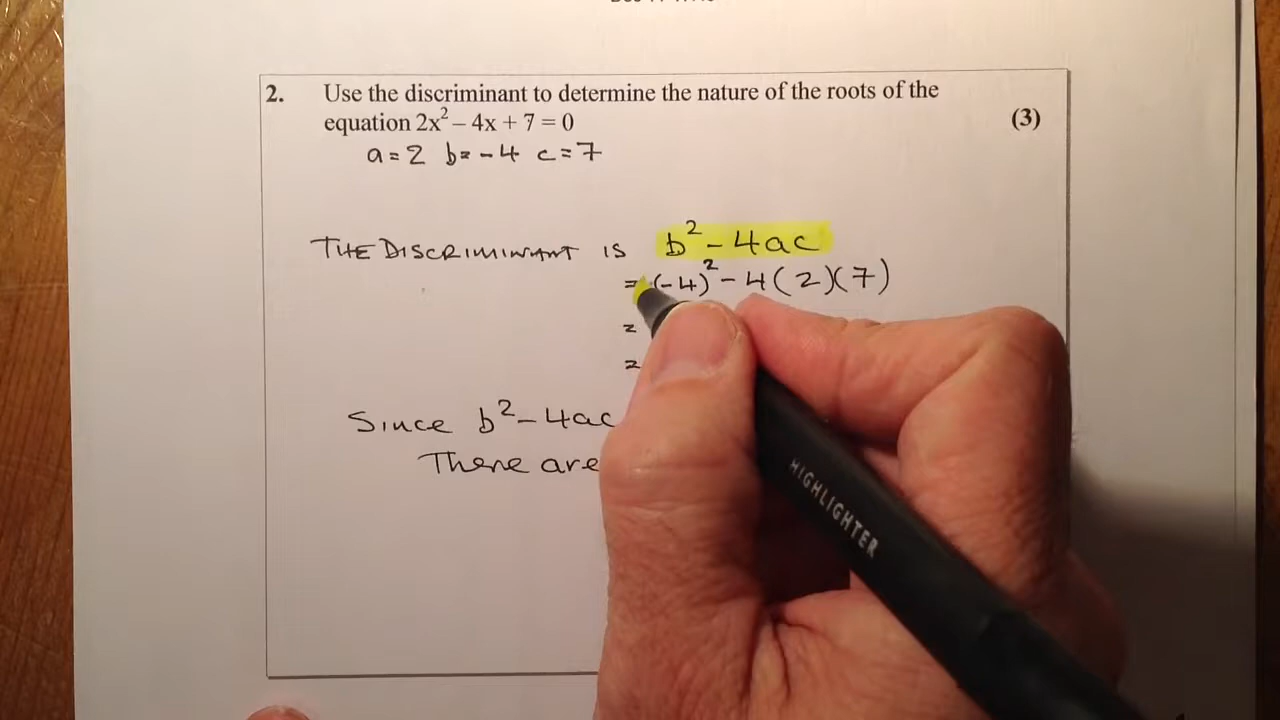 2. Use the discriminant to determine the nature of the roots of the
equation 2x² – 4x + 7 = 0 (3)
a = 2 b = -4 c = 7
THE DISCRIMINANT IS b² - 4ac
= (-4)² - 4(2)(7)
=
=
Since b² - 4ac
There are
HIGHLIGHTER